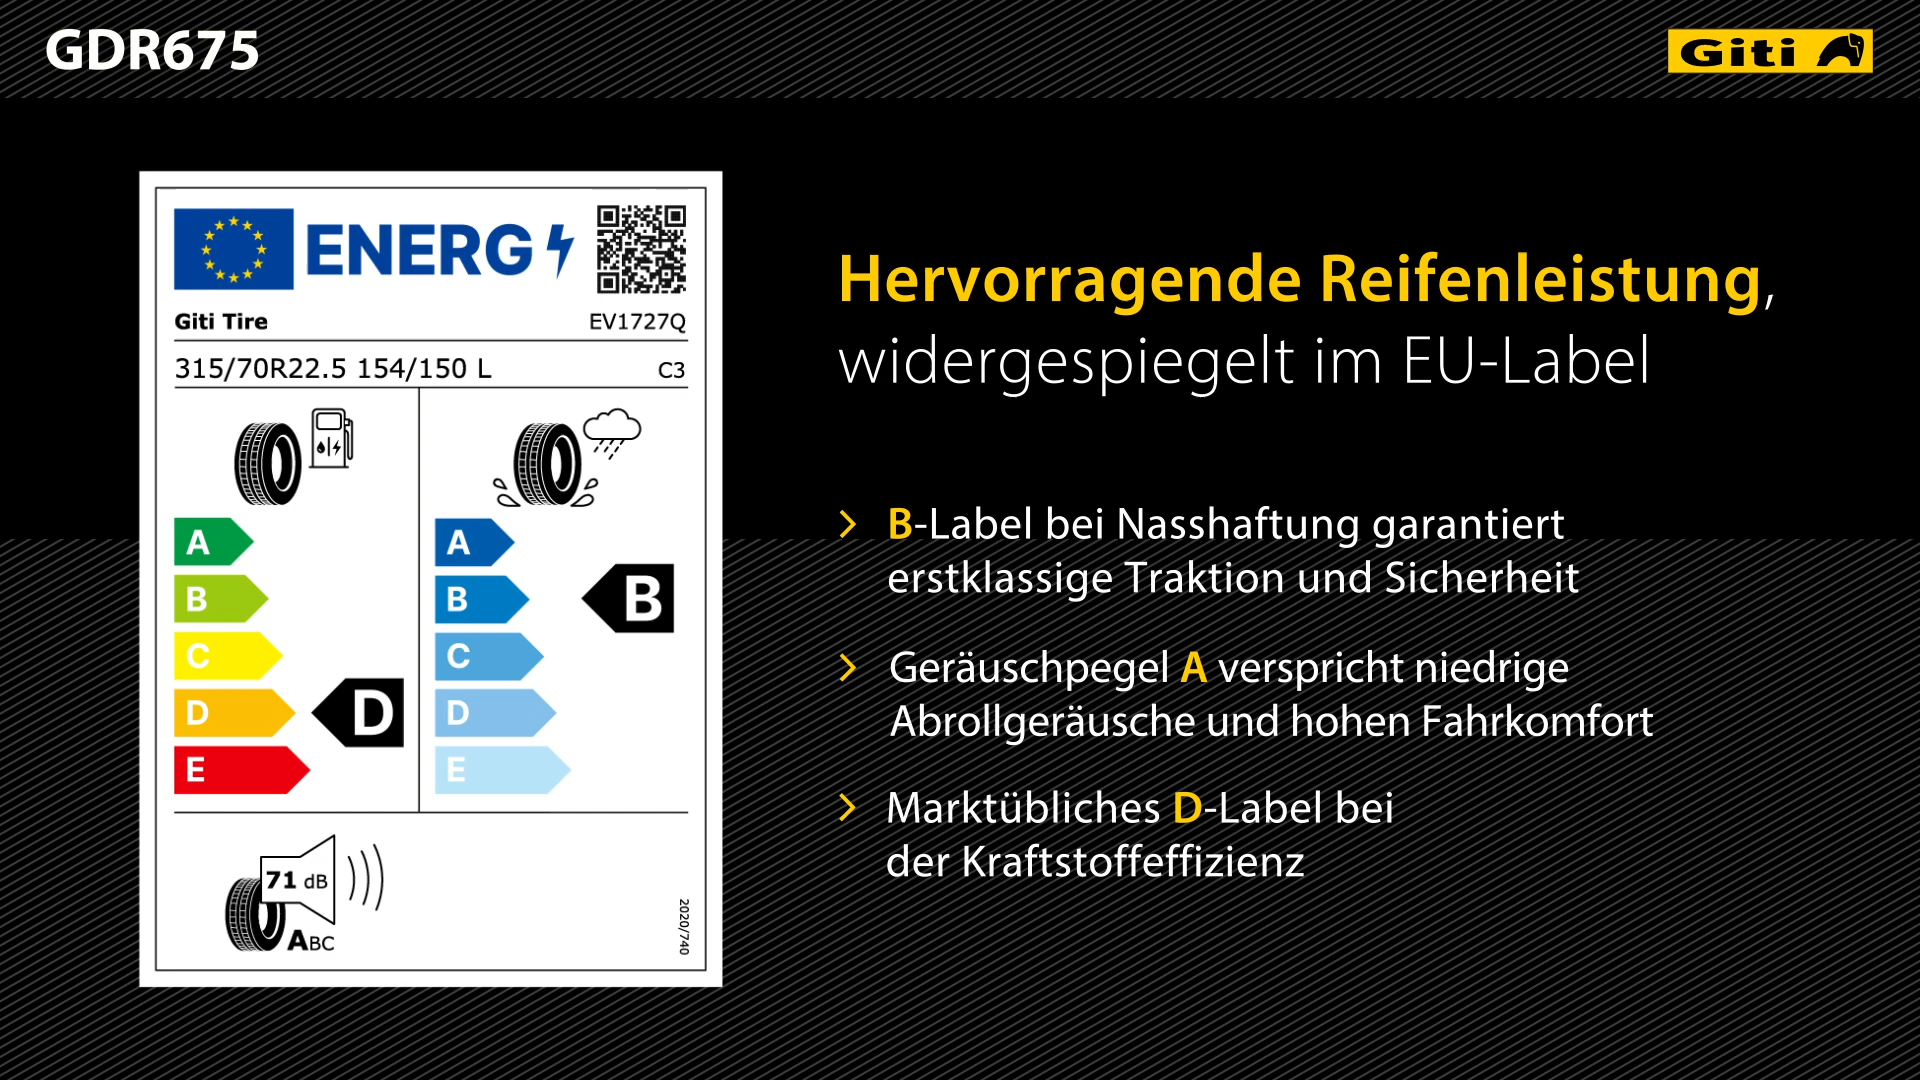 GDR675
Giti
ENERG
Giti Tire EV1727Q
315/70R22.5 154/150 L C3
A
B
C
D
E
D
A
B
C
D
E
B
71 dB
ABC
2020/740
Hervorragende Reifenleistung,
widergespiegelt im EU-Label
B-Label bei Nasshaftung garantiert
erstklassige Traktion und Sicherheit
Geräuschpegel A verspricht niedrige
Abrollgeräusche und hohen Fahrkomfort
Marktübliches D-Label bei
der Kraftstoffeffizienz